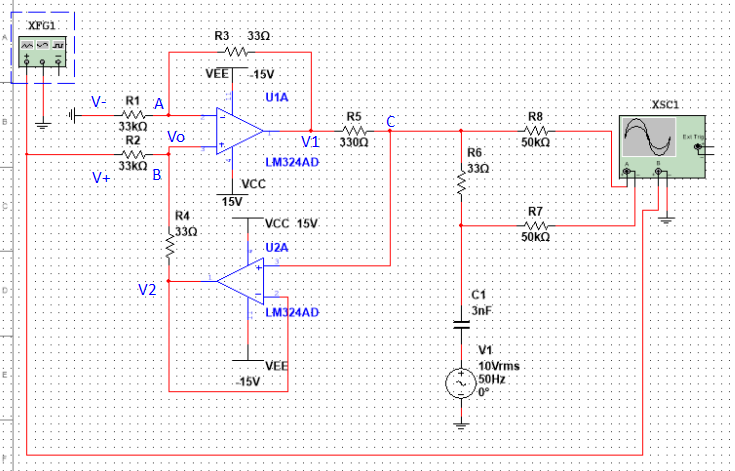 XFG1
R3 33Ω
VEE -15V
U1A
V- R1 A
33kΩ
R2 Vo
33kΩ
V+ B
LM324AD
VCC
15V
V1
R5
330Ω
C
R8
50kΩ
XSC1
Ext Trig
A B
R6
33Ω
R7
50kΩ
R4
33Ω
VCC 15V
U2A
V2
LM324AD
VEE
-15V
C1
3nF
V1
10Vrms
50Hz
0°